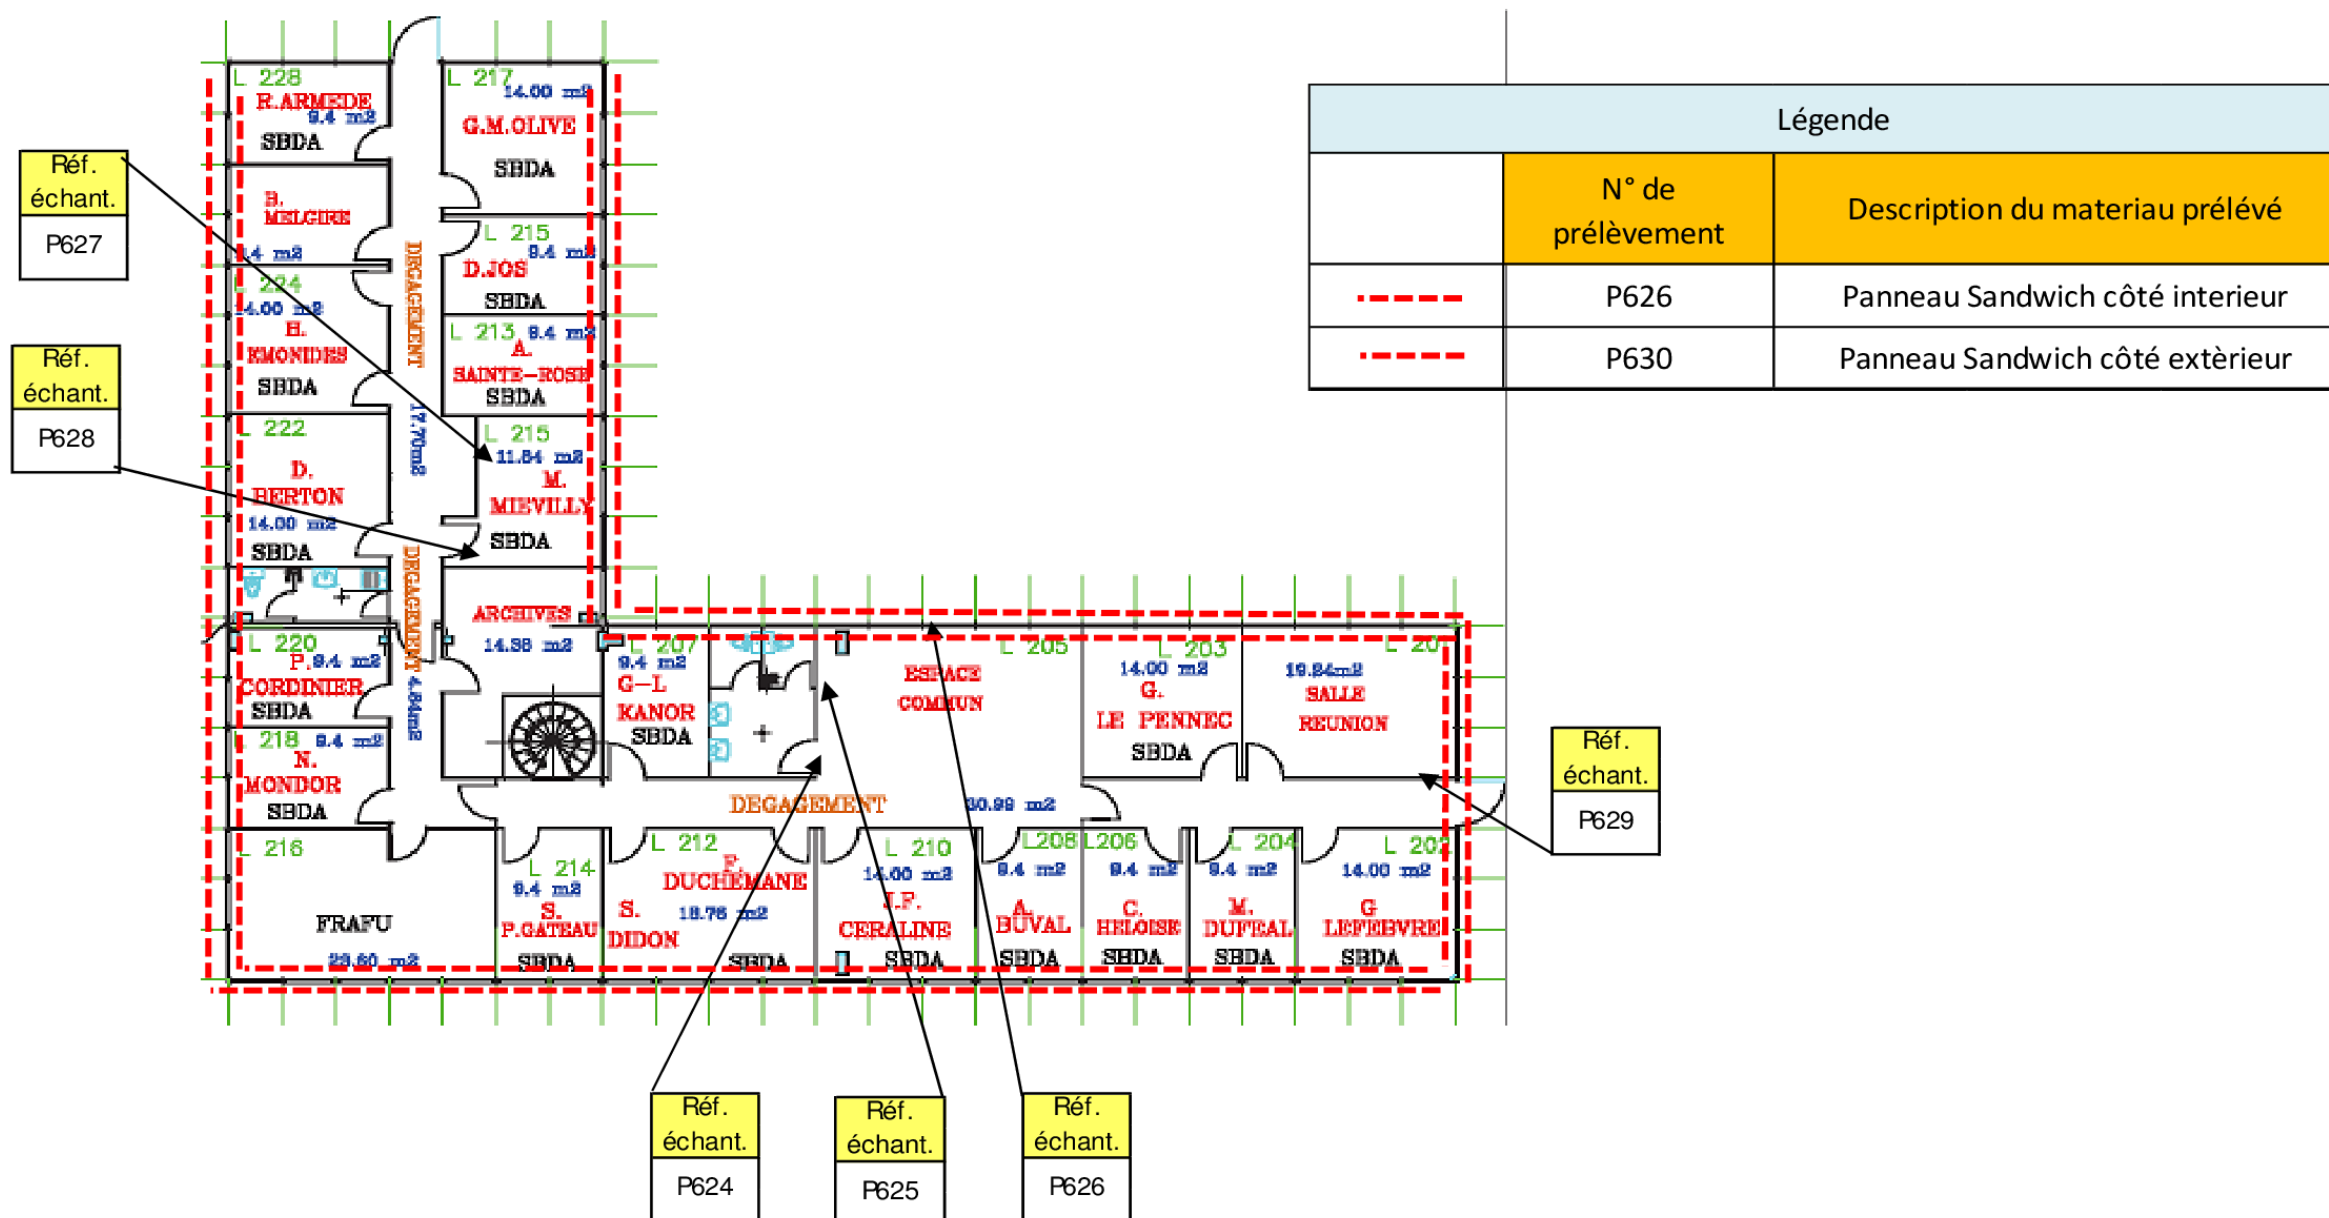 L 228
R.ARMEDE
9.4 m2
SBDA
L 217
14.00 m2
G.M.OLIVE
SBDA
Légende
N° de
prélèvement
Description du materiau prélévé
P626
Panneau Sandwich côté interieur
P630
Panneau Sandwich côté extèrieur
Réf.
échant.
P627
B.
MELGIRE
.4 m2
L 215
9.4 m2
D.JOS
SBDA
DEGAGEMENT
17.70m2
L 224
14.00 m2
H.
EMONIDES
SBDA
L 213
9.4 m2
A.
SAINTE-ROSE
SBDA
Réf.
échant.
P628
L 222
D.
BERTON
14.00 m2
SBDA
L 215
11.84 m2
M.
MIEVILLY
SBDA
DEGAGEMENT 4.84m2
ARCHIVES
14.38 m2
L 220
P.
9.4 m2
CORDINIER
SBDA
L 218
9.4 m2
N.
MONDOR
SBDA
L 207
9.4 m2
G-L
KANOR
SBDA
L 205
ESPACE
COMMUN
L 203
14.00 m2
G.
LE PENNEC
SBDA
L 20
19.24m2
SALLE
REUNION
DEGAGEMENT
30.99 m2
Réf.
échant.
P629
L 216
FRAFU
23.60 m2
L 214
9.4 m2
S.
P.GATEAU
SBDA
L 212
F.
DUCHEMANE
18.76 m2
S.
DIDON
SBDA
L 210
14.00 m2
J.F.
CERALINE
SBDA
L208
9.4 m2
A.
BUVAL
SBDA
L206
9.4 m2
C.
HELOISE
SBDA
L 204
9.4 m2
M.
DUFEAL
SBDA
L 202
14.00 m2
G
LEFEBVRE
SBDA
Réf.
échant.
P624
Réf.
échant.
P625
Réf.
échant.
P626